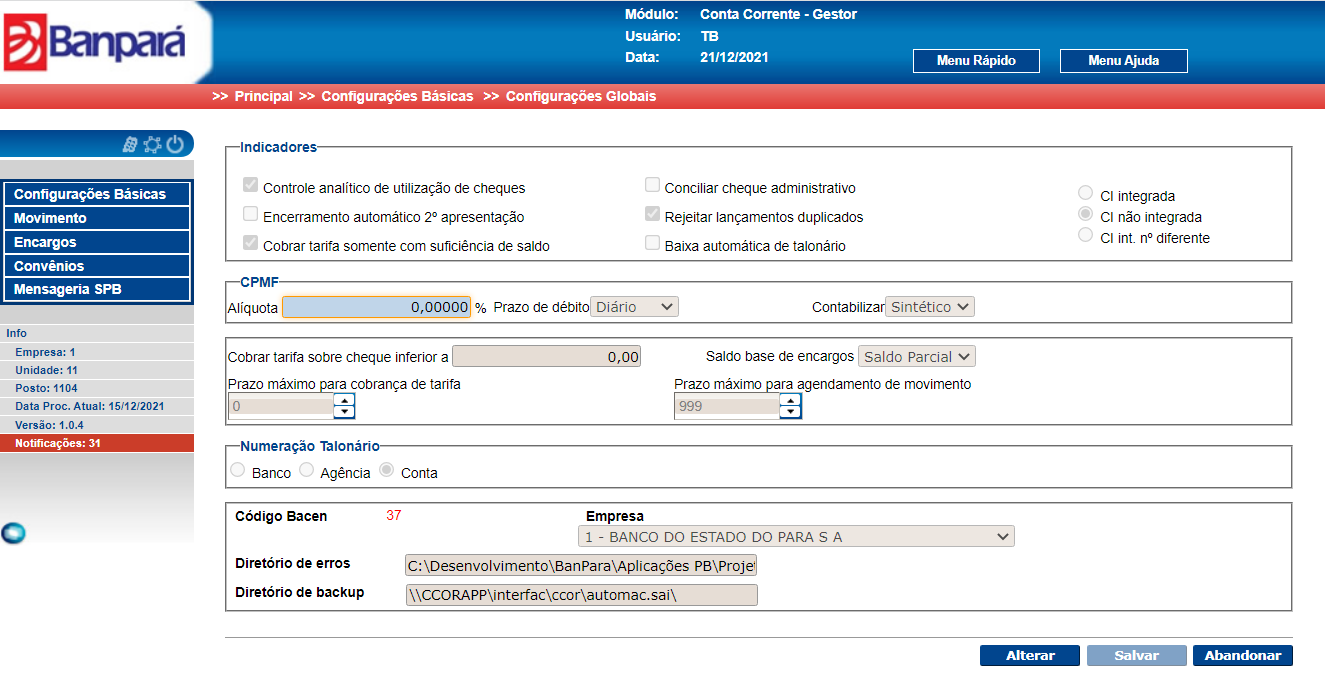 Banpará
Módulo: Conta Corrente - Gestor
Usuário: TB
Data: 21/12/2021
Menu Rápido Menu Ajuda
>> Principal >> Configurações Básicas >> Configurações Globais
Configurações Básicas
Movimento
Encargos
Convênios
Mensageria SPB
Info
Empresa: 1
Unidade: 11
Posto: 1104
Data Proc. Atual: 15/12/2021
Versão: 1.0.4
Notificações: 31
Indicadores
Controle analítico de utilização de cheques Conciliar cheque administrativo CI integrada
Encerramento automático 2º apresentação Rejeitar lançamentos duplicados CI não integrada
Cobrar tarifa somente com suficiência de saldo Baixa automática de talonário CI int. nº diferente
CPMF
Alíquota 0,00000 % Prazo de débito Diário Contabilizar Sintético
Cobrar tarifa sobre cheque inferior a 0,00 Saldo base de encargos Saldo Parcial
Prazo máximo para cobrança de tarifa Prazo máximo para agendamento de movimento
0 999
Numeração Talonário
Banco Agência Conta
Código Bacen 37 Empresa
1 - BANCO DO ESTADO DO PARA S A
Diretório de erros C:\Desenvolvimento\BanPara\Aplicações PB\Proje
Diretório de backup \\CCORAPP\interfac\ccor\automac.sai\
Alterar Salvar Abandonar